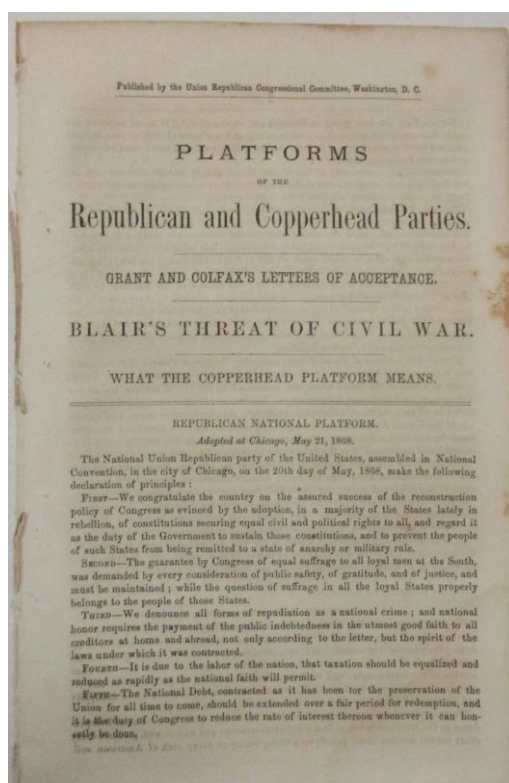 Published by the Union Republican Congressional Committee, Washington, D. C.
PLATFORMS
OF THE
Republican and Copperhead Parties.
GRANT AND COLFAX'S LETTERS OF ACCEPTANCE.
BLAIR'S THREAT OF CIVIL WAR.
WHAT THE COPPERHEAD PLATFORM MEANS.
REPUBLICAN NATIONAL PLATFORM.
Adopted at Chicago, May 21, 1868.
The National Union Republican party of the United States, assembled in National
Convention, in the city of Chicago, on the 20th day of May, 1868, make the following
declaration of principles :
FIRST—We congratulate the country on the assured success of the reconstruction
policy of Congress as evinced by the adoption, in a majority of the States lately in
rebellion, of constitutions securing equal civil and political rights to all, and regard it
as the duty of the Government to sustain those constitutions, and to prevent the people
of such States from being remitted to a state of anarchy or military rule.
SECOND—The guarantee by Congress of equal suffrage to all loyal men at the South,
was demanded by every consideration of public safety, of gratitude, and of justice, and
must be maintained ; while the question of suffrage in all the loyal States properly
belongs to the people of those States.
THIRD—We denounce all forms of repudiation as a national crime ; and national
honor requires the payment of the public indebtedness in the utmost good faith to all
creditors at home and abroad, not only according to the letter, but the spirit of the
laws under which it was contracted.
FOURTH—It is due to the labor of the nation, that taxation should be equalized and
reduced as rapidly as the national faith will permit.
FIFTH—The National Debt, contracted as it has been for the preservation of the
Union for all time to come, should be extended over a fair period for redemption, and
it is the duty of Congress to reduce the rate of interest thereon whenever it can hon-
estly be done.